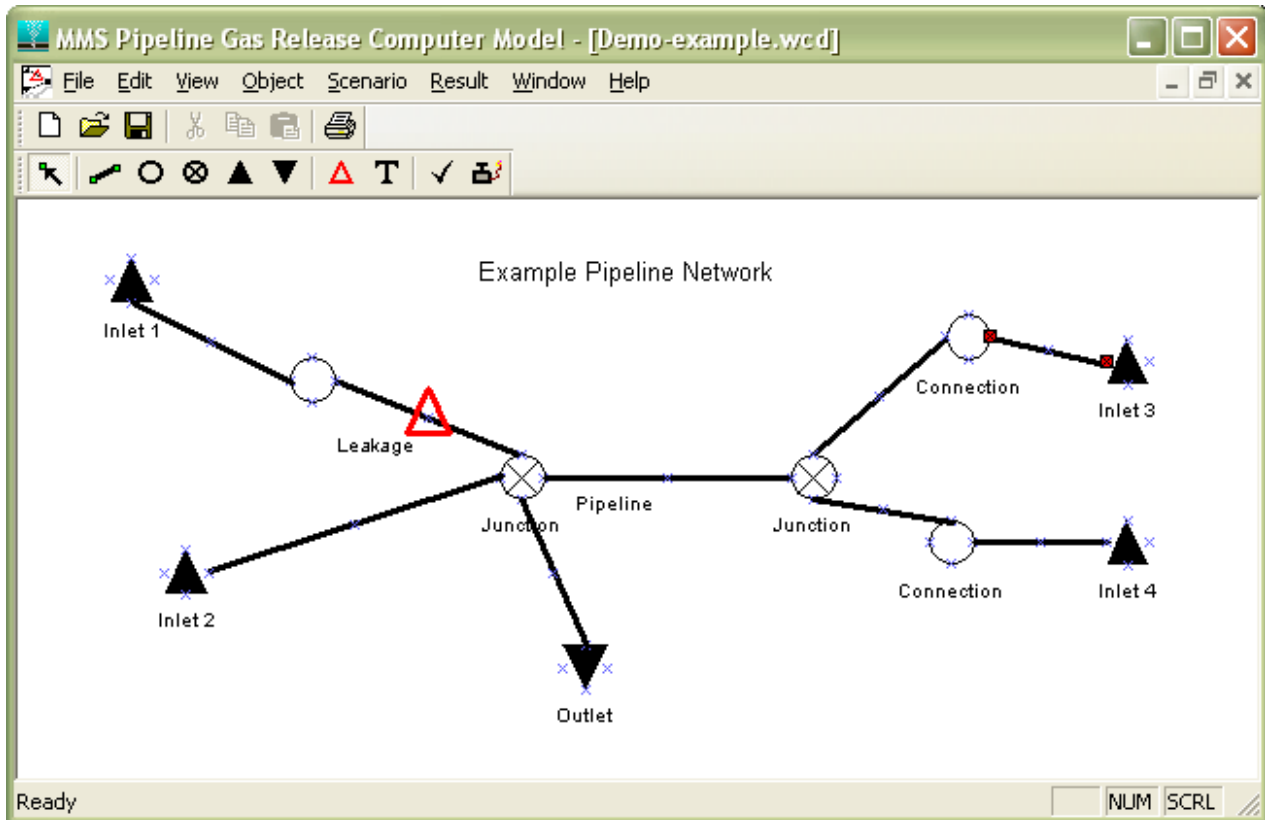 MMS Pipeline Gas Release Computer Model - [Demo-example.wcd]
File Edit View Object Scenario Result Window Help
T
Example Pipeline Network
Inlet 1
Connection
Inlet 3
Leakage
Pipeline
Junction
Junction
Connection
Inlet 4
Inlet 2
Outlet
Ready NUM SCRL